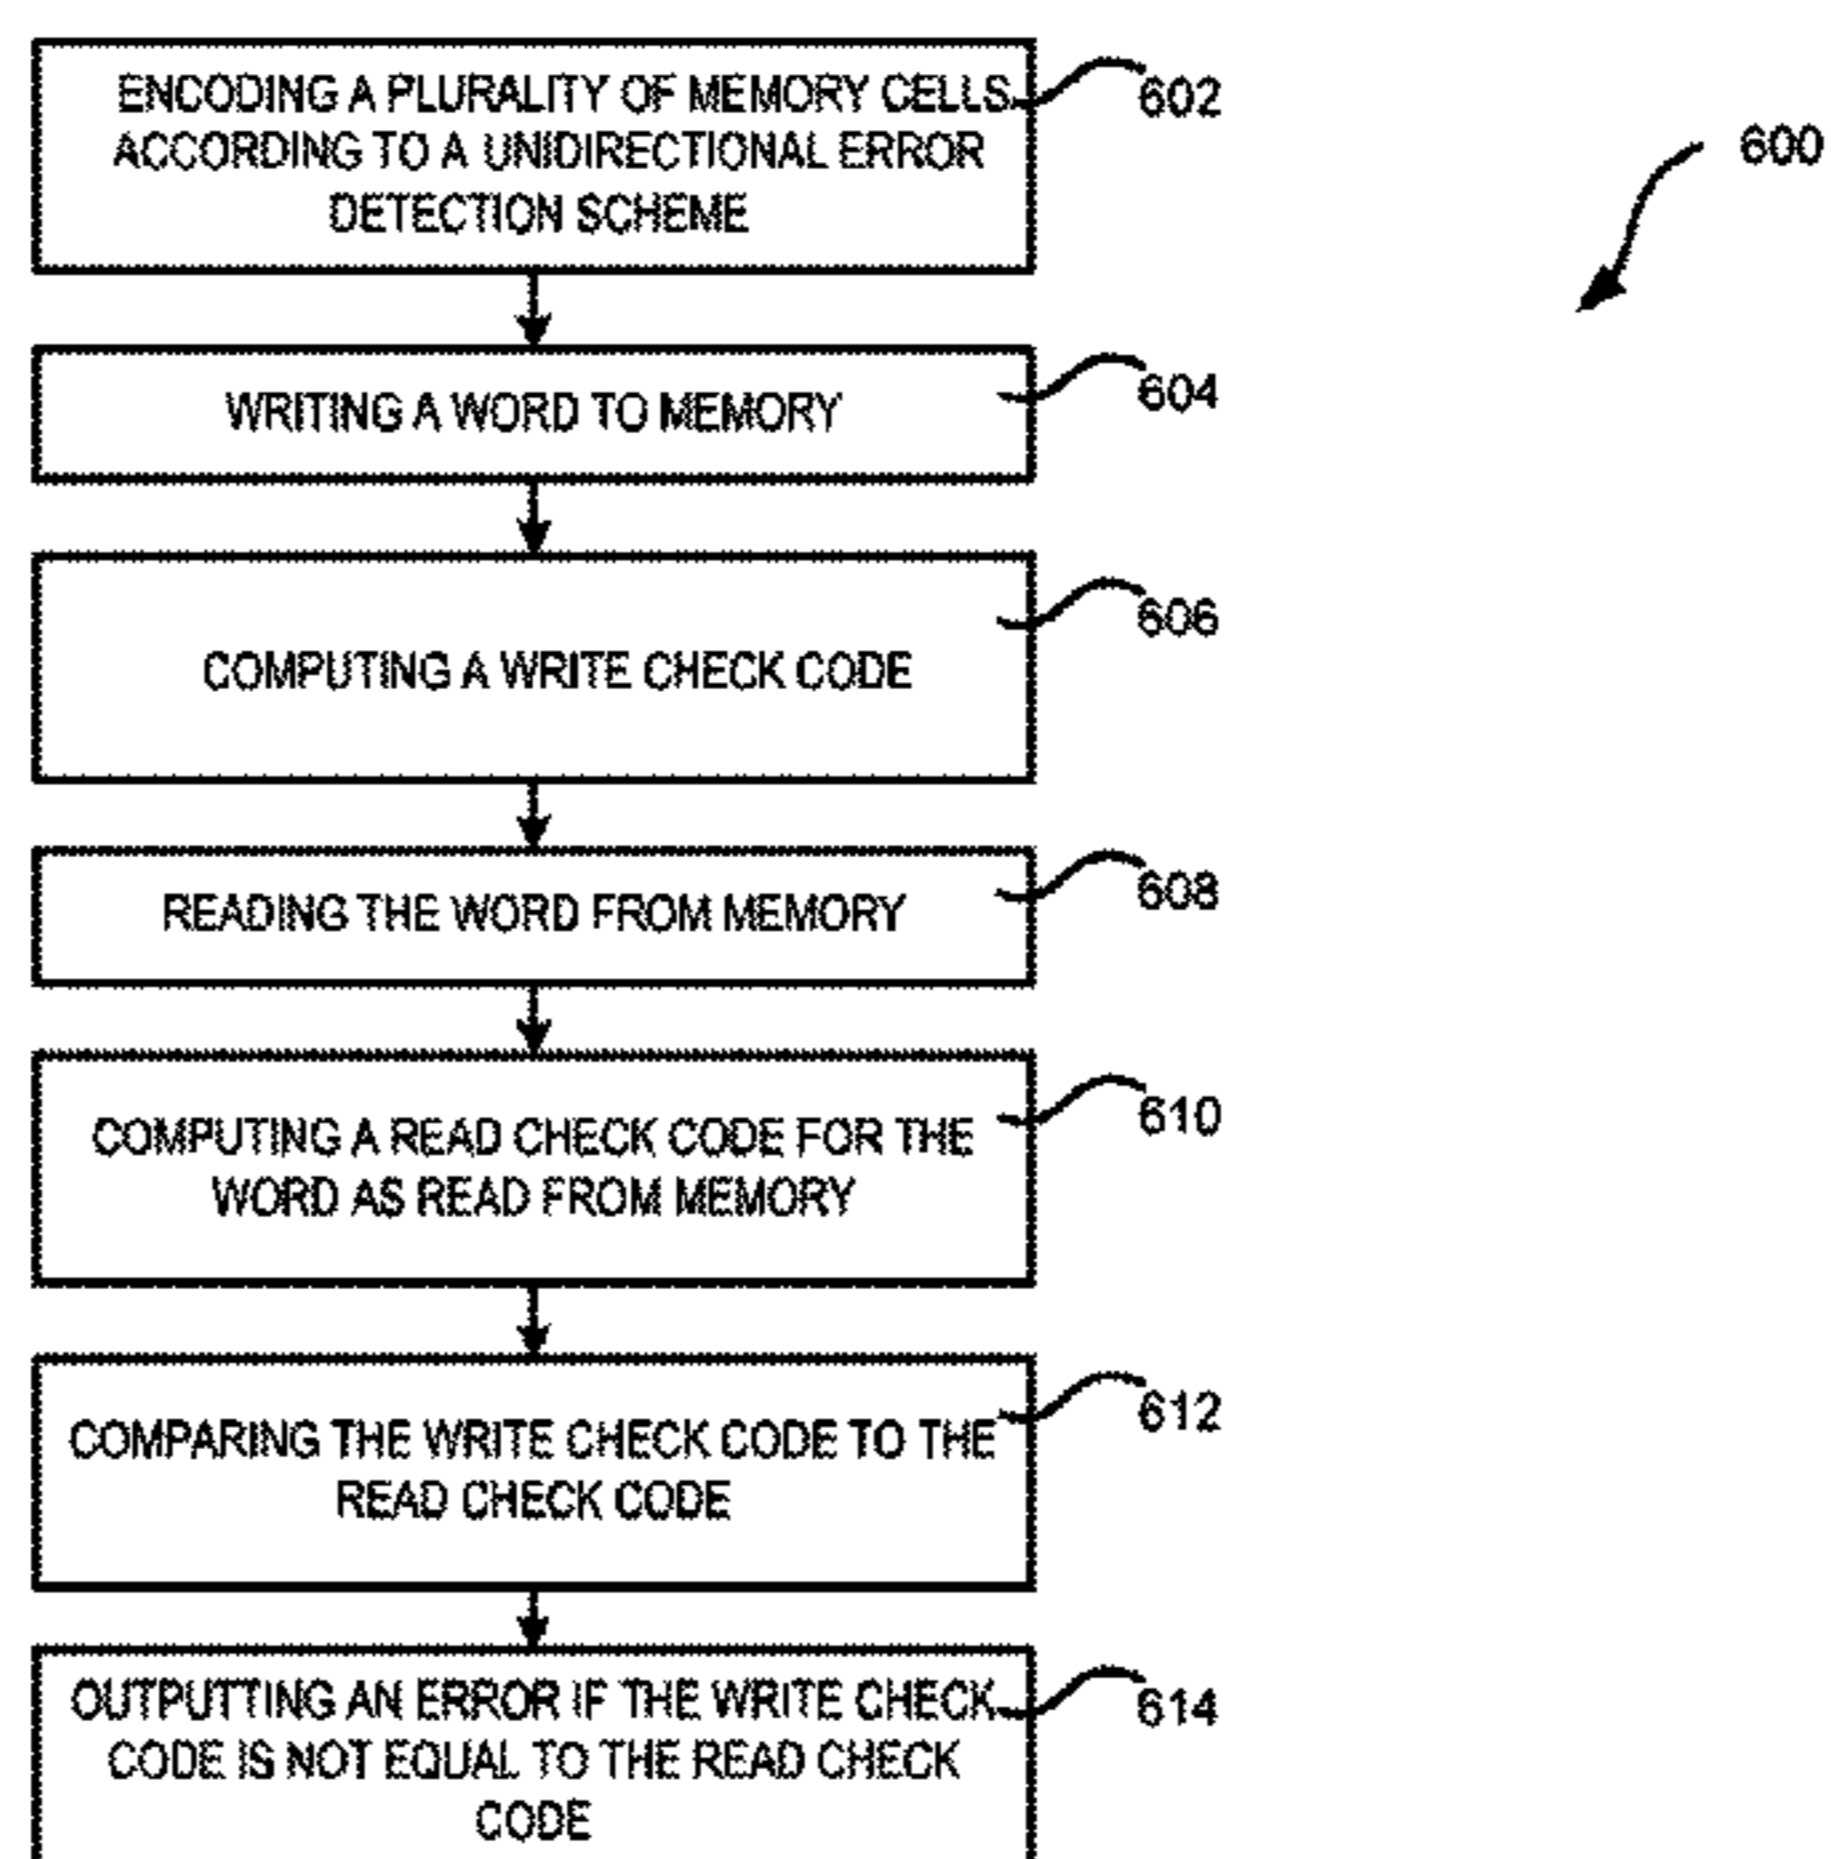 ENCODING A PLURALITY OF MEMORY CELLS
602
ACCORDING TO A UNIDIRECTIONAL ERROR
DETECTION SCHEME
600
WRITING A WORD TO MEMORY
604
COMPUTING A WRITE CHECK CODE
606
READING THE WORD FROM MEMORY
608
COMPUTING A READ CHECK CODE FOR THE
WORD AS READ FROM MEMORY
610
COMPARING THE WRITE CHECK CODE TO THE
READ CHECK CODE
612
OUTPUTTING AN ERROR IF THE WRITE CHECK
CODE IS NOT EQUAL TO THE READ CHECK
CODE
614